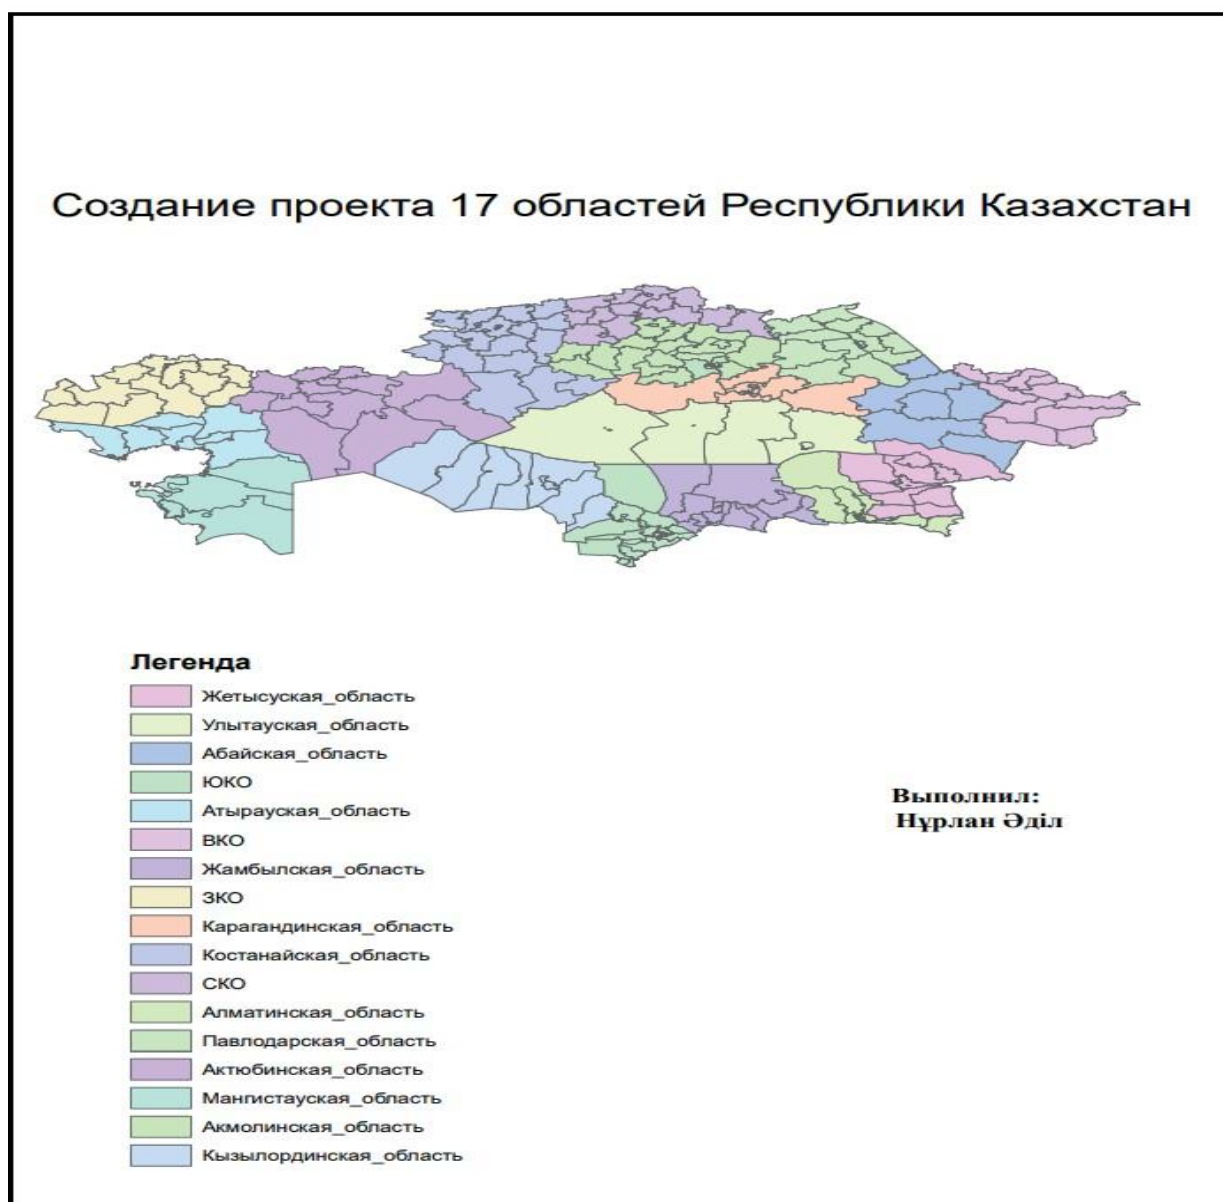 Создание проекта 17 областей Республики Казахстан
Легенда
Жетысуская_область
Улытауская_область
Абайская_область
ЮКО
Атырауская_область
ВКО
Жамбылская_область
ЗКО
Карагандинская_область
Костанайская_область
СКО
Алматинская_область
Павлодарская_область
Актюбинская_область
Мангистауская_область
Акмолинская_область
Кызылординская_область
Выполнил:
Нұрлан Әділ